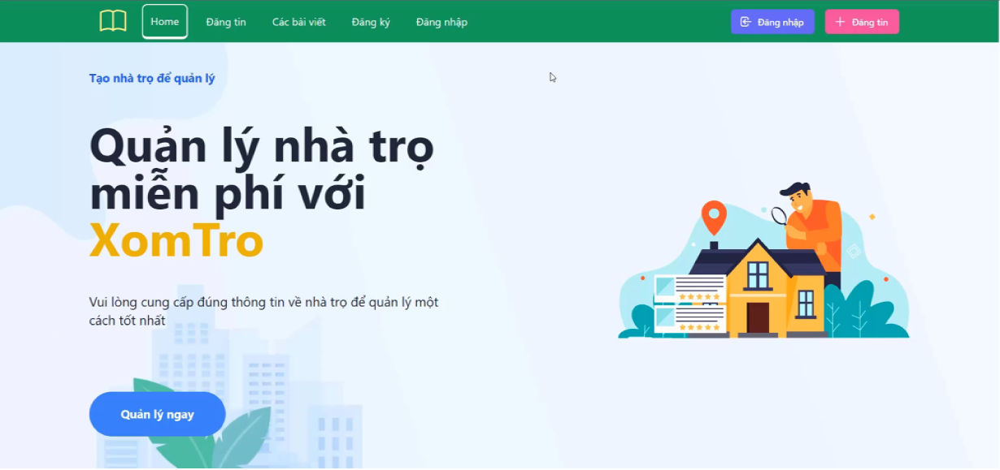 Home
Đăng tin
Các bài viết
Đăng ký
Đăng nhập
Đăng nhập
Đăng tin
Tạo nhà trọ để quản lý
Quản lý nhà trọ
miễn phí với
XomTro
Vui lòng cung cấp đúng thông tin về nhà trọ để quản lý một
cách tốt nhất
Quản lý ngay